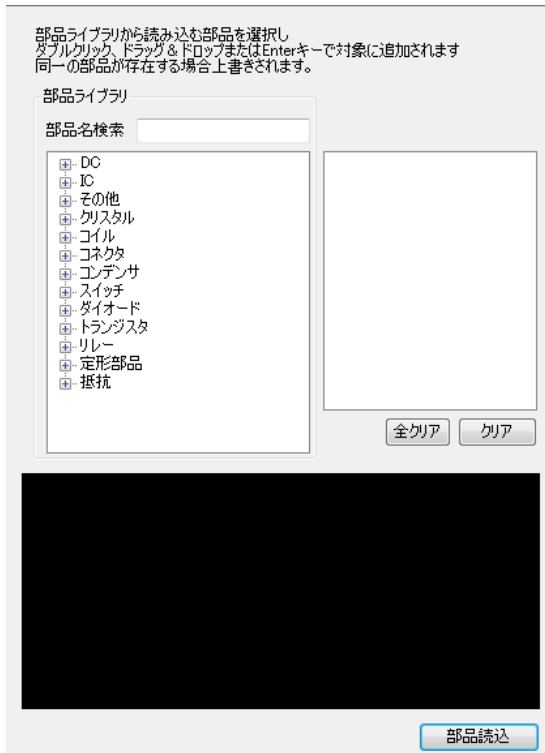 部品ライブラリから読み込む部品を選択し
ダブルクリック、ドラッグ&ドロップまたはEnterキーで対象に追加されます
同一の部品が存在する場合上書きされます。
部品ライブラリ
部品名検索
DC
IC
その他
クリスタル
コイル
コネクタ
コンデンサ
スイッチ
ダイオード
トランジスタ
リレー
定形部品
抵抗
全クリア
クリア
部品読込